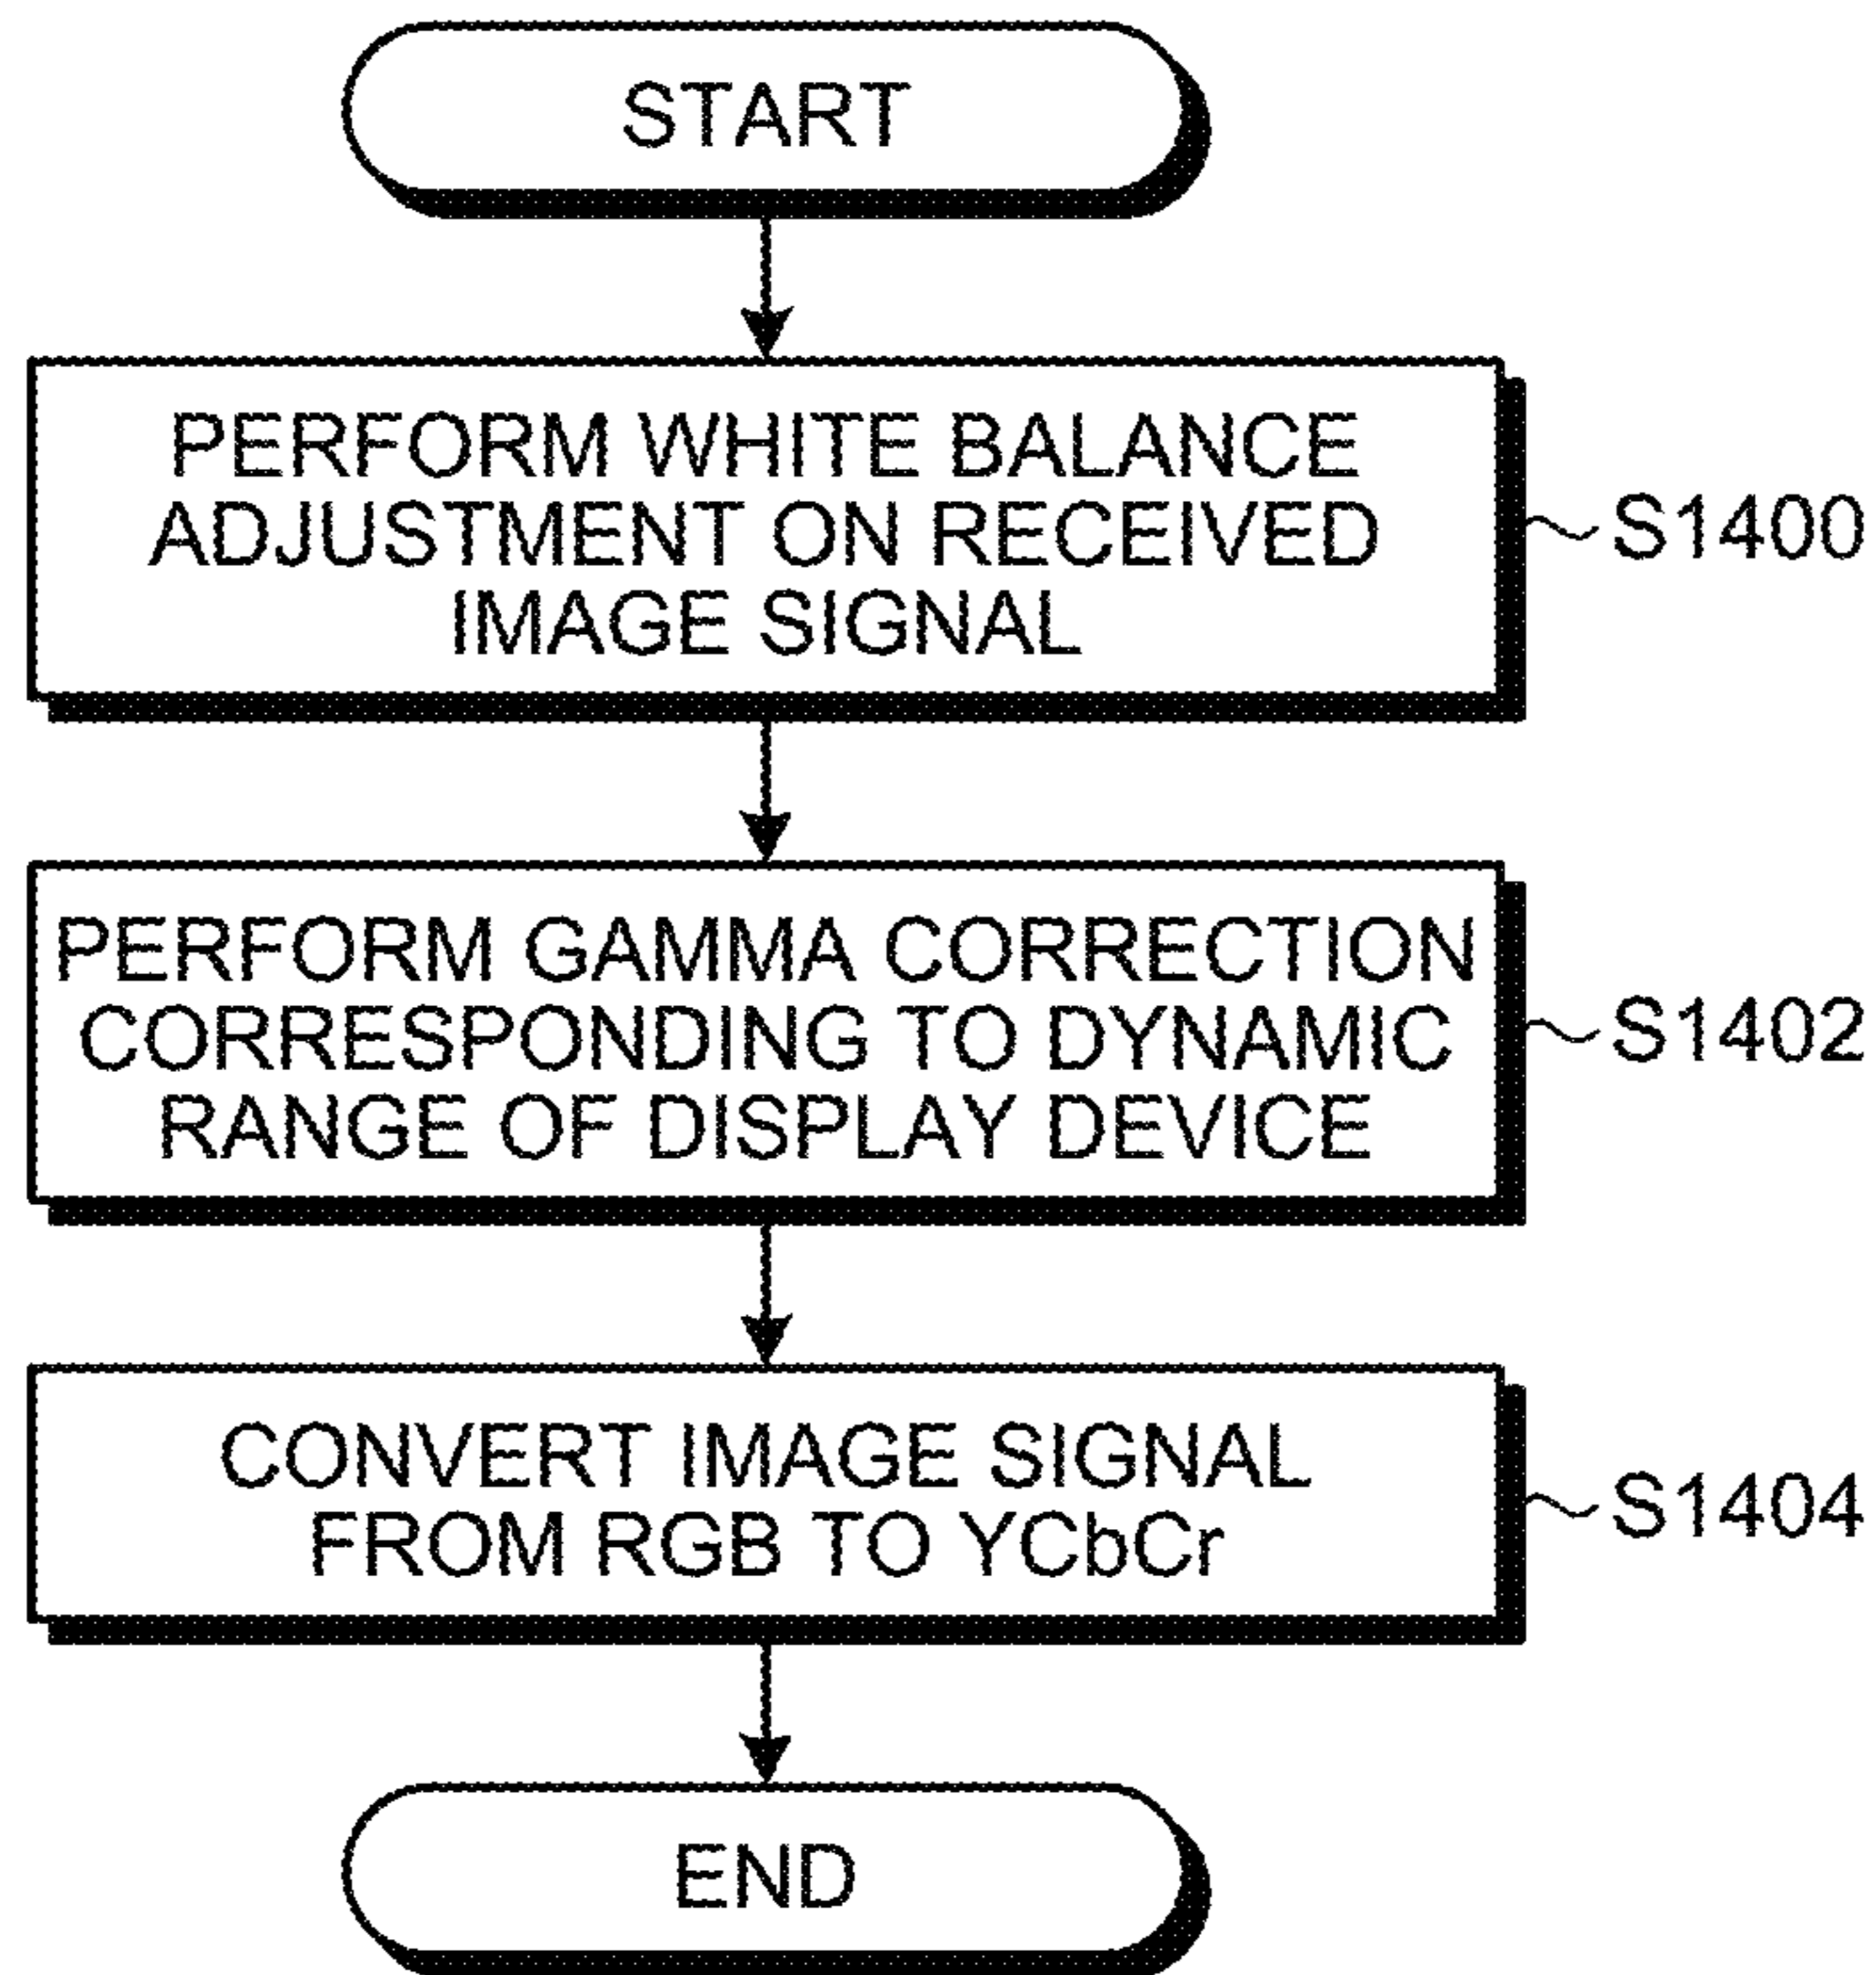 START
PERFORM WHITE BALANCE
ADJUSTMENT ON RECEIVED
IMAGE SIGNAL
S1400
PERFORM GAMMA CORRECTION
CORRESPONDING TO DYNAMIC
RANGE OF DISPLAY DEVICE
S1402
CONVERT IMAGE SIGNAL
FROM RGB TO YCbCr
S1404
END